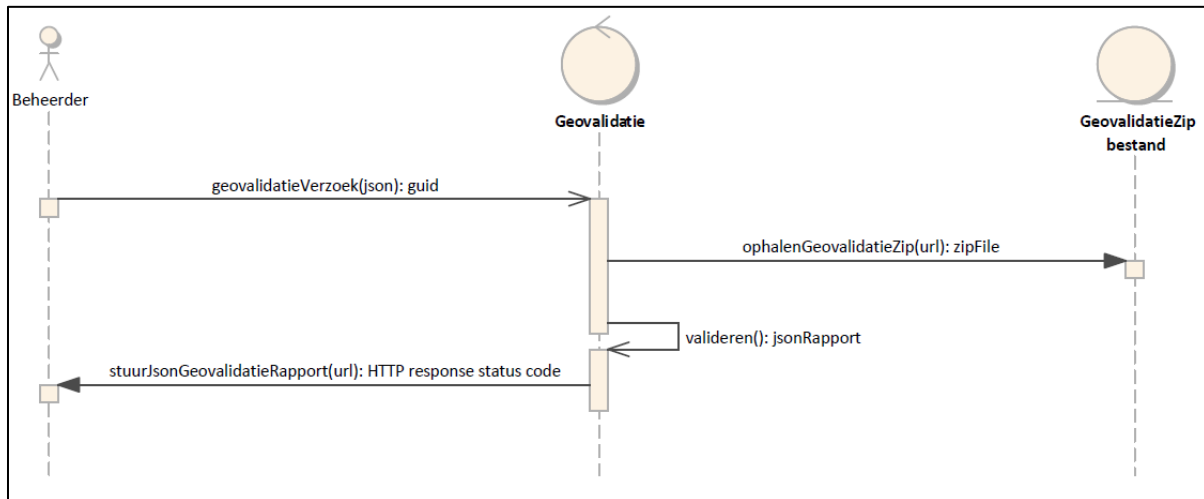 Beheerder
Geovalidatie
GeovalidatieZip
bestand
geovalidatieVerzoek(json): guid
ophalenGeovalidatieZip(url): zipFile
valideren(): jsonRapport
stuurJsonGeovalidatieRapport(url): HTTP response status code